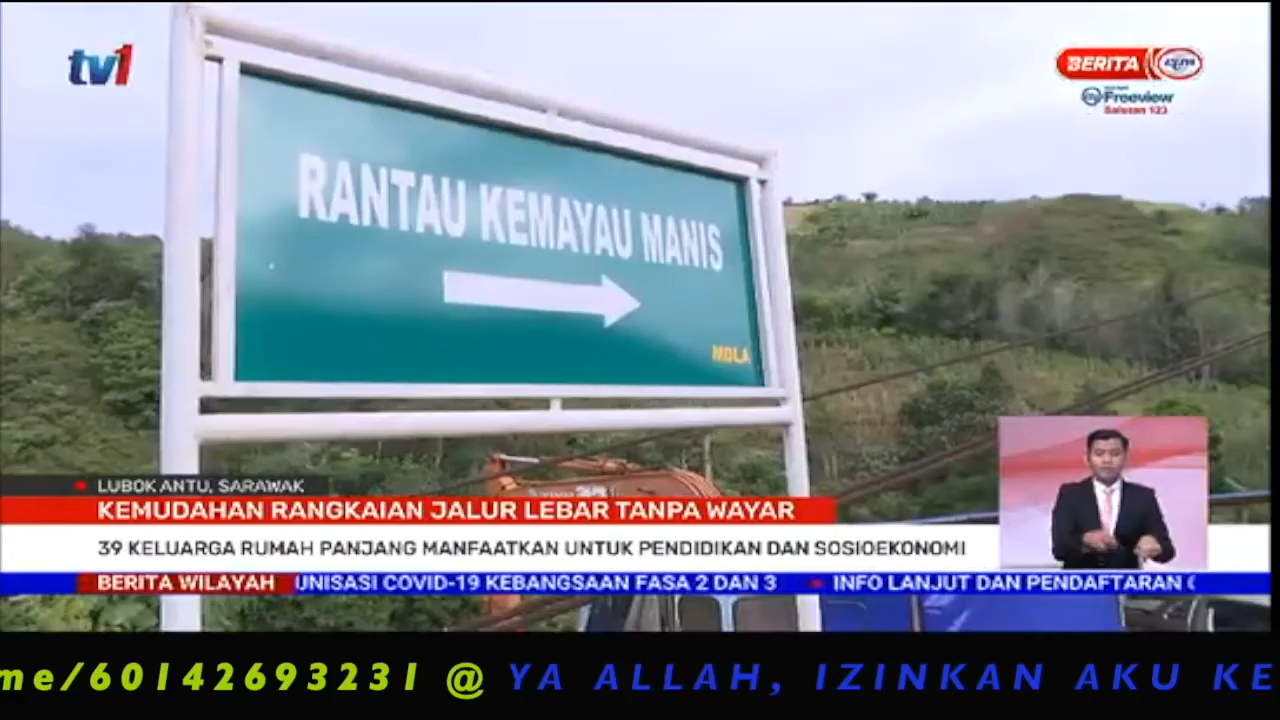 tv1
BERITA rtm
Freeview
Saluran 123
RANTAU KEMAYAU MANIS
MDLA
LUBOK ANTU, SARAWAK
KEMUDAHAN RANGKAIAN JALUR LEBAR TANPA WAYAR
39 KELUARGA RUMAH PANJANG MANFAATKAN UNTUK PENDIDIKAN DAN SOSIOEKONOMI
BERITA WILAYAH UNISASI COVID-19 KEBANGSAAN FASA 2 DAN 3 INFO LANJUT DAN PENDAFTARAN
me/60142693231 @ YA ALLAH, IZINKAN AKU KE